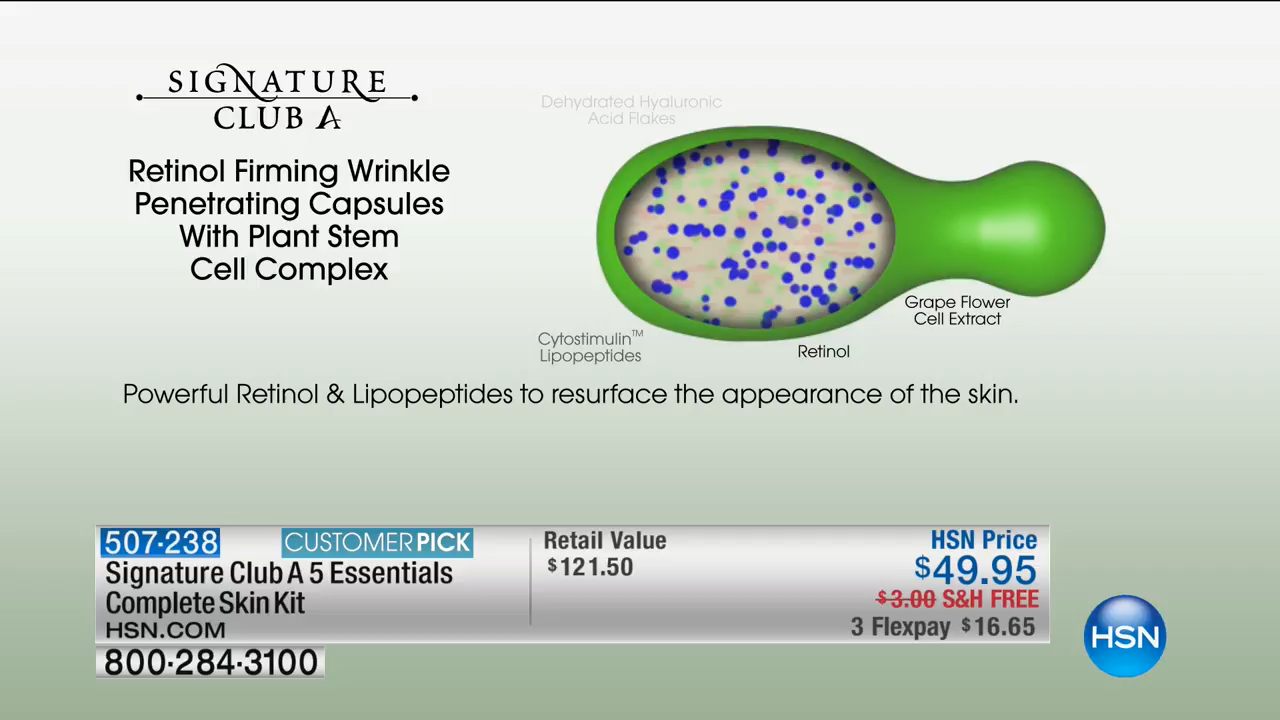 SIGNATURE
CLUB A
Retinol Firming Wrinkle
Penetrating Capsules
With Plant Stem
Cell Complex
Dehydrated Hyaluronic
Acid Flakes
Grape Flower
Cell Extract
Cytostimulin™
Lipopeptides
Retinol
Powerful Retinol & Lipopeptides to resurface the appearance of the skin.
507·238
CUSTOMER PICK
Signature Club A 5 Essentials
Complete Skin Kit
HSN.COM
800·284·3100
Retail Value
$121.50
HSN Price
$49.95
$3.00 S&H FREE
3 Flexpay $16.65
HSN